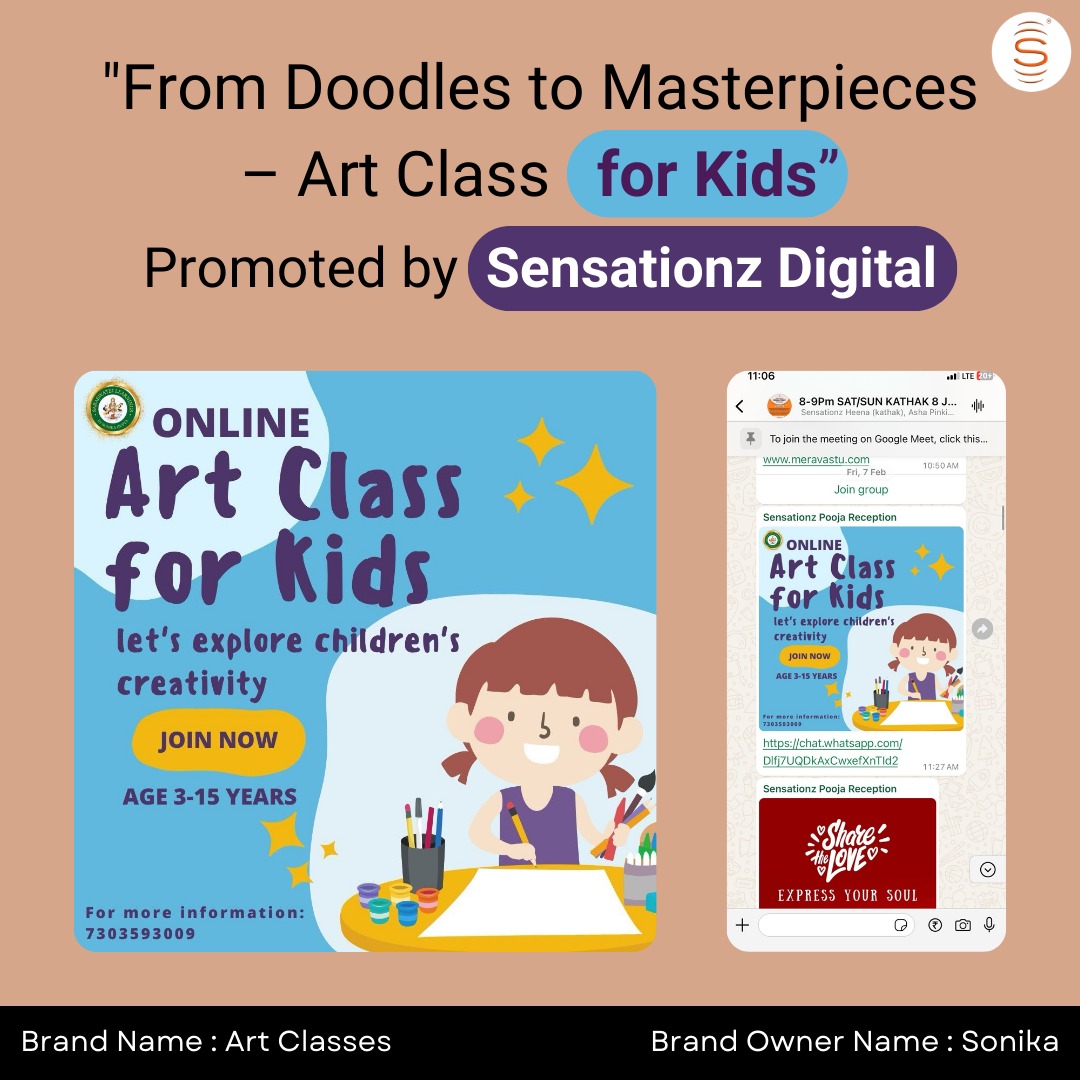 S
"From Doodles to Masterpieces
– Art Class for Kids”
Promoted by Sensationz Digital
ONLINE
Art Class
for Kids
let's explore children's
creativity
JOIN NOW
AGE 3-15 YEARS
For more information:
7303593009
11:06
LTE 20+
8-9Pm SAT/SUN KATHAK 8 J...
Sensationz Heena (kathak), Asha Pinki...
To join the meeting on Google Meet, click this...
www.meravastu.com
10:50 AM
Fri, 7 Feb
Join group
Sensationz Pooja Reception
ONLINE
Art Class
for Kids
let's explore children's
creativity
JOIN NOW
AGE 3-15 YEARS
For more information:
7303593009
https://chat.whatsapp.com/
Dlfj7UQDkAxCwxefXnTld2
11:27 AM
Sensationz Pooja Reception
Share
the LOVE
EXPRESS YOUR SOUL
Brand Name : Art Classes
Brand Owner Name : Sonika